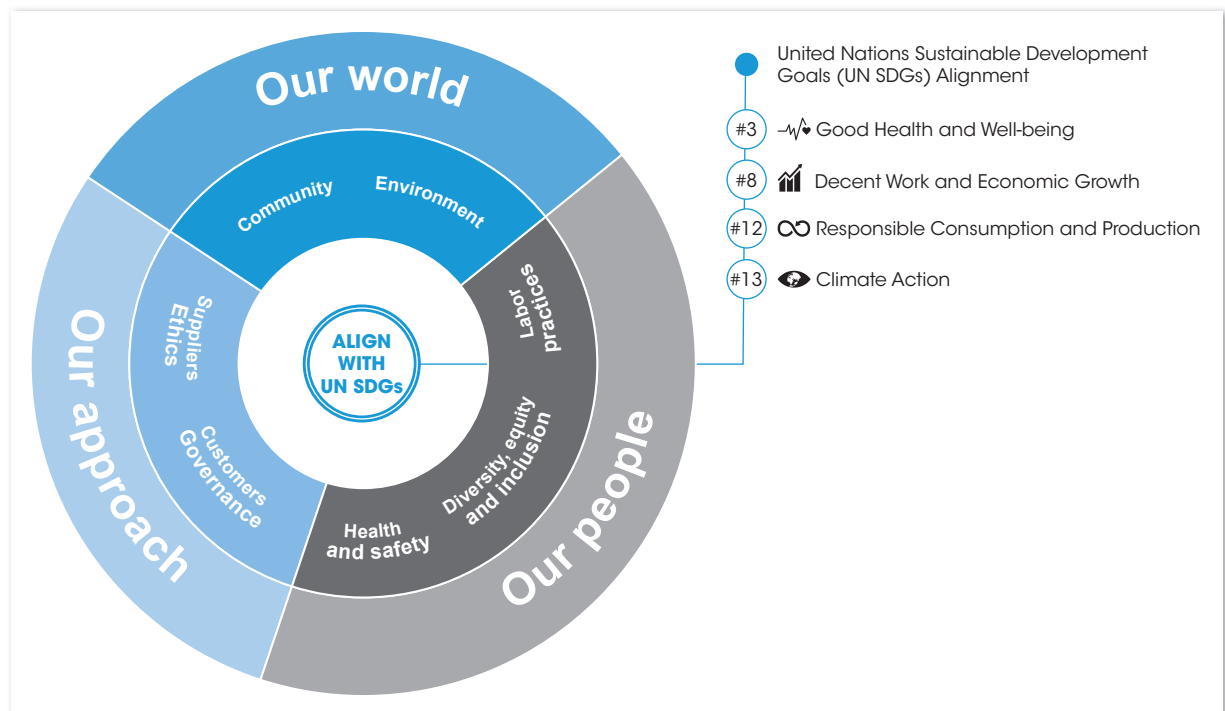 Our world
Community
Environment
Our approach
Suppliers
Ethics
Customers
Governance
Our people
Labor
practices
Diversity, equity
and inclusion
Health
and safety
ALIGN
WITH
UN SDGs
United Nations Sustainable Development
Goals (UN SDGs) Alignment
#3 Good Health and Well-being
#8 Decent Work and Economic Growth
#12 Responsible Consumption and Production
#13 Climate Action